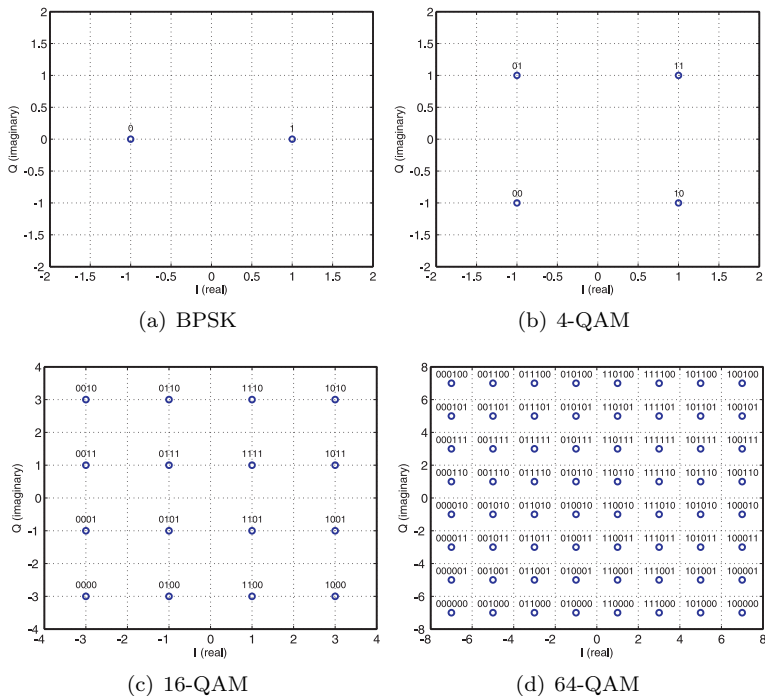 2
1.5
1
0.5
0
-0.5
-1
-1.5
-2
Q (imaginary)
0 1
-2 -1.5 -1 -0.5 0 0.5 1 1.5 2
I (real)
(a) BPSK
2
1.5
1
0.5
0
-0.5
-1
-1.5
-2
Q (imaginary)
01 11
00 10
-2 -1.5 -1 -0.5 0 0.5 1 1.5 2
I (real)
(b) 4-QAM
4
3
2
1
0
-1
-2
-3
-4
Q (imaginary)
0010 0110 1110 1010
0011 0111 1111 1011
0001 0101 1101 1001
0000 0100 1100 1000
-4 -3 -2 -1 0 1 2 3 4
I (real)
(c) 16-QAM
8
6
4
2
0
-2
-4
-6
-8
Q (imaginary)
000100 001100 011100 010100 110100 111100 101100 100100
000101 001101 011101 010101 110101 111101 101101 100101
000111 001111 011111 010111 110111 111111 101111 100111
000110 001110 011110 010110 110110 111110 101110 100110
000010 001010 011010 010010 110010 111010 101010 100010
000011 001011 011011 010011 110011 111011 101011 100011
000001 001001 011001 010001 110001 111001 101001 100001
000000 001000 011000 010000 110000 111000 101000 100000
-8 -6 -4 -2 0 2 4 6 8
I (real)
(d) 64-QAM